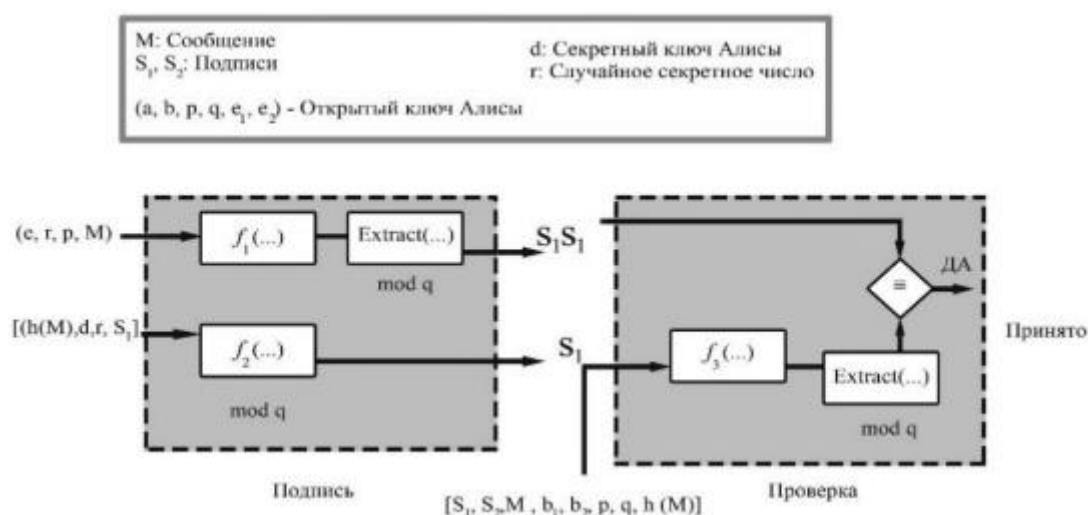 M: Сообщение
S₁, S₂: Подписи
d: Секретный ключ Алисы
r: Случайное секретное число
(a, b, p, q, e₁, e₂) - Открытый ключ Алисы
(e, r, p, M)
f₁(...)
Extract(...)
mod q
S₁S₁
≡
ДА
Принято
[(h(M),d,r, S₁]
f₂(...)
mod q
S₁
f₃(...)
Extract(...)
mod q
Подпись
Проверка
[S₁, S₂,M , b₁, b₂, p, q, h (M)]